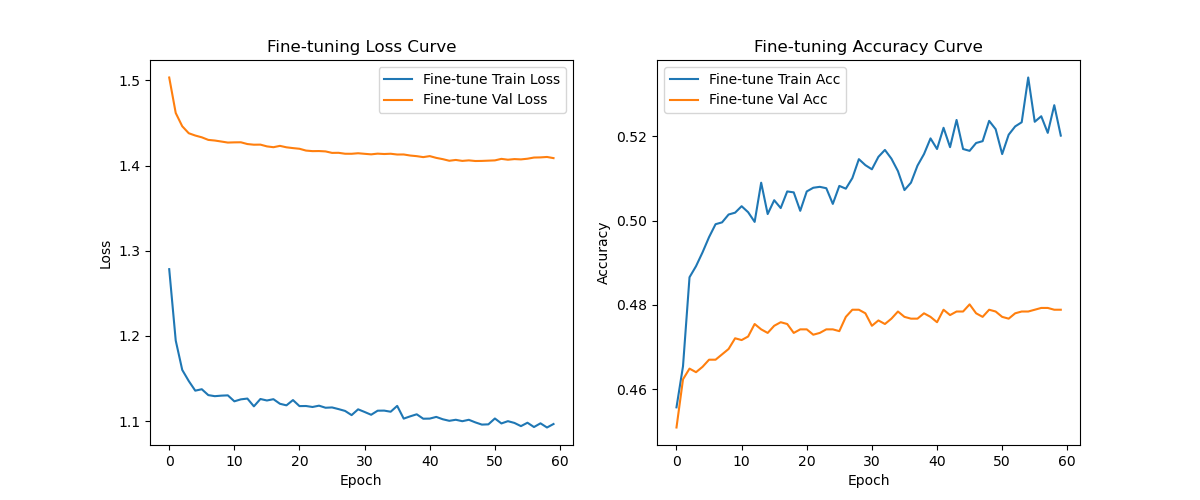 Fine-tuning Loss Curve
Fine-tune Train Loss
Fine-tune Val Loss
1.5
1.4
1.3
1.2
1.1
Loss
0 10 20 30 40 50 60
Epoch
Fine-tuning Accuracy Curve
Fine-tune Train Acc
Fine-tune Val Acc
0.52
0.50
0.48
0.46
Accuracy
0 10 20 30 40 50 60
Epoch